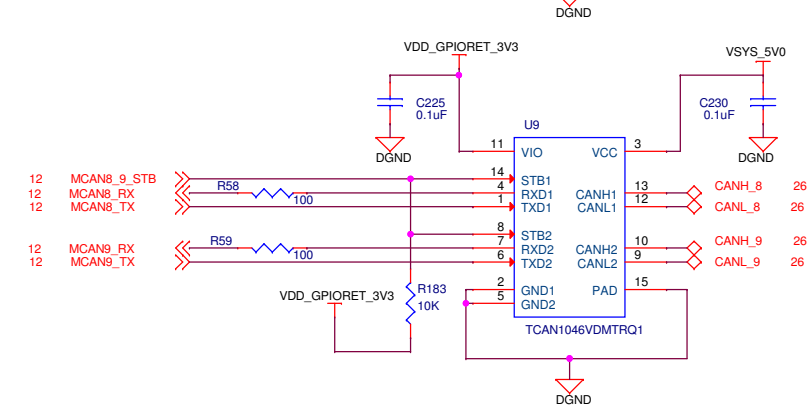 DGND
VDD_GPIORET_3V3
VSYS_5V0
C225
0.1uF
C230
0.1uF
U9
DGND
DGND
11 VIO VCC 3
12 MCAN8_9_STB 14 STB1
12 MCAN8_RX R58 100 4 RXD1 CANH1 13 CANH_8 26
12 MCAN8_TX 1 TXD1 CANL1 12 CANL_8 26
8 STB2
12 MCAN9_RX R59 100 7 RXD2 CANH2 10 CANH_9 26
12 MCAN9_TX 6 TXD2 CANL2 9 CANL_9 26
VDD_GPIORET_3V3
R183
10K
2 GND1 PAD 15
5 GND2
TCAN1046VDMTRQ1
DGND